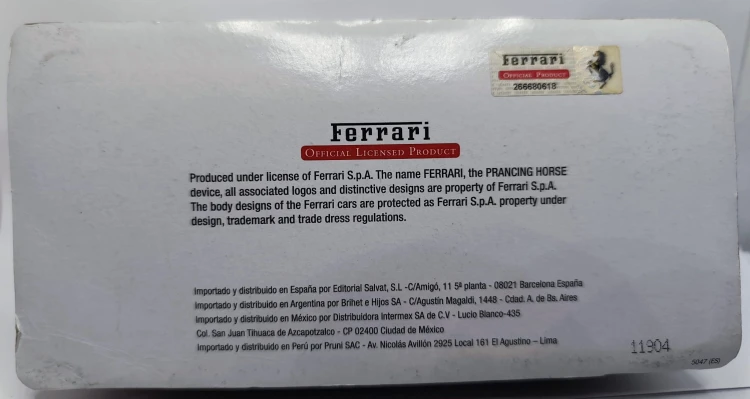 Ferrari
OFFICIAL PRODUCT
266680618
Ferrari
OFFICIAL LICENSED PRODUCT
Produced under license of Ferrari S.p.A. The name FERRARI, the PRANCING HORSE
device, all associated logos and distinctive designs are property of Ferrari S.p.A.
The body designs of the Ferrari cars are protected as Ferrari S.p.A. property under
design, trademark and trade dress regulations.
Importado y distribuido en España por Editorial Salvat, S.L -C/Amigó, 11 5ª planta - 08021 Barcelona España
Importado y distribuido en Argentina por Brihet e Hijos SA - C/Agustín Magaldi, 1448 - Cdad. A. de Bs. Aires
Importado y distribuido en México por Distribuidora Intermex SA de C.V - Lucio Blanco-435
Col. San Juan Tihuaca de Azcapotzalco - CP 02400 Ciudad de México
Importado y distribuido en Perú por Pruni SAC - Av. Nicolás Avillón 2925 Local 161 El Agustino – Lima
11904
S047 (ES)